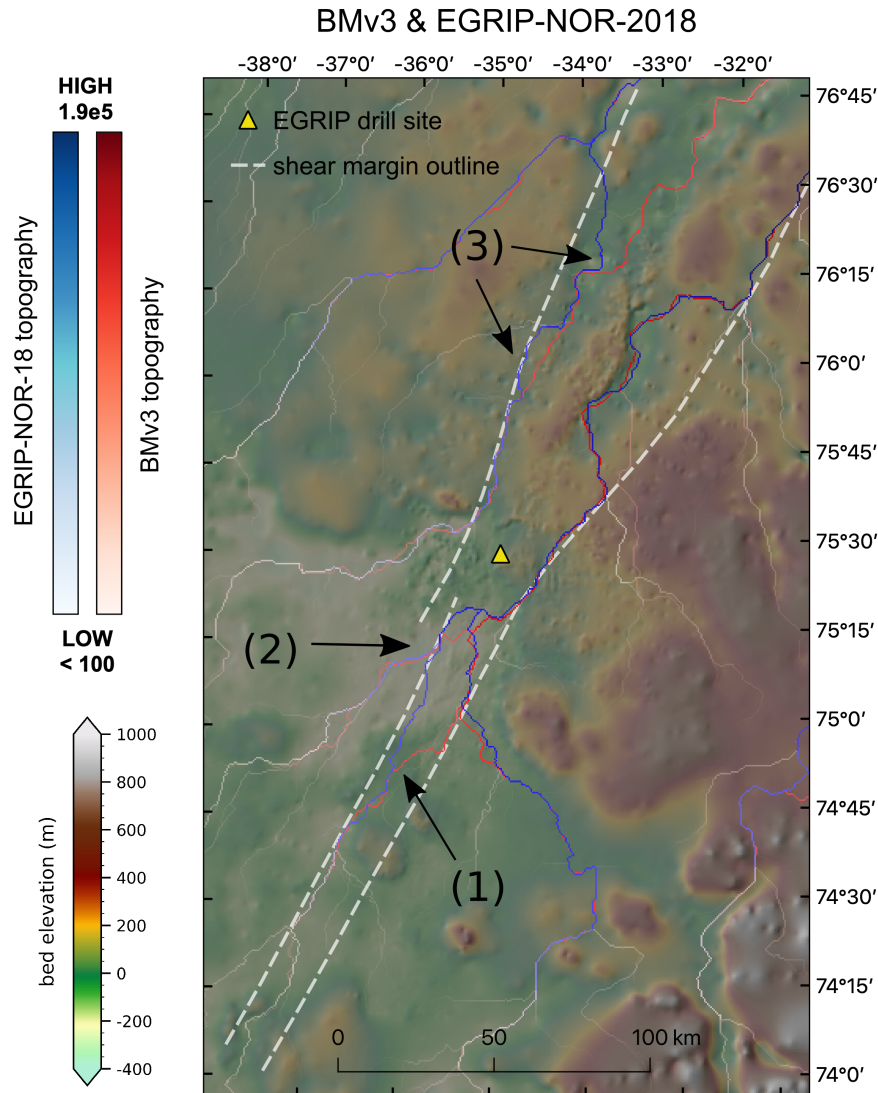 BMv3 & EGRIP-NOR-2018
-38°0′ -37°0′ -36°0′ -35°0′ -34°0′ -33°0′ -32°0′
HIGH
1.9e5
EGRIP-NOR-18 topography
BMv3 topography
LOW
< 100
EGRIP drill site
shear margin outline
(3)
(2)
(1)
76°45′
76°30′
76°15′
76°0′
75°45′
75°30′
75°15′
75°0′
74°45′
74°30′
74°15′
74°0′
bed elevation (m)
1000
800
600
400
200
0
-200
-400
0 50 100 km